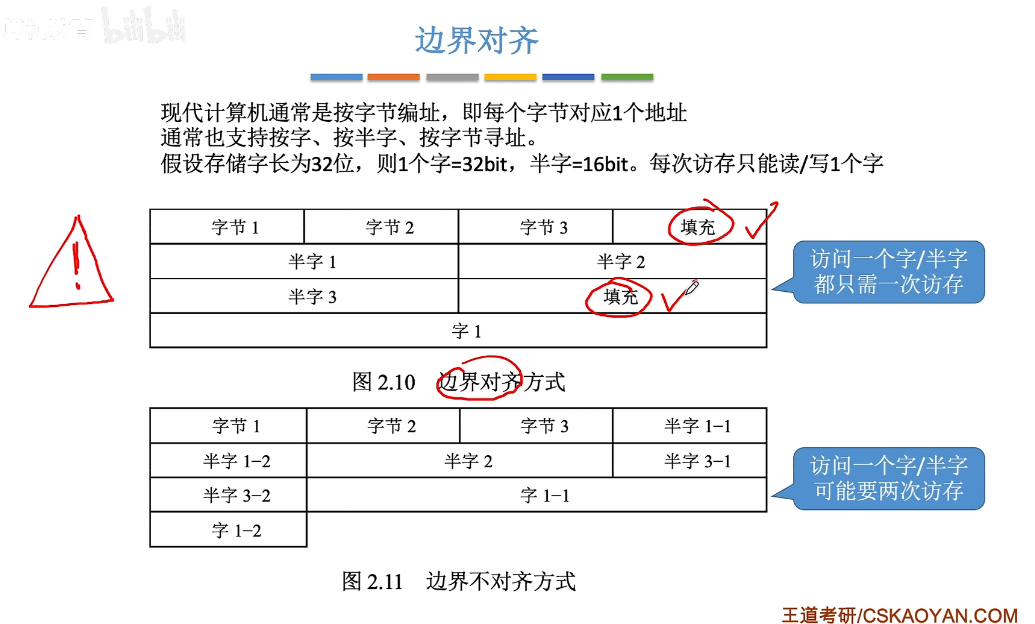 bilibili
边界对齐
现代计算机通常是按字节编址，即每个字节对应1个地址
通常也支持按字、按半字、按字节寻址。
假设存储字长为32位，则1个字=32bit，半字=16bit。每次访存只能读/写1个字
字节 1 字节 2 字节 3 填充
半字 1 半字 2
半字 3 填充
字 1
访问一个字/半字
都只需一次访存
!
图 2.10 边界对齐方式
字节 1 字节 2 字节 3 半字 1−1
半字 1−2 半字 2 半字 3−1
半字 3−2 字 1−1
字 1−2
访问一个字/半字
可能要两次访存
图 2.11 边界不对齐方式
王道考研/CSKAOYAN.COM